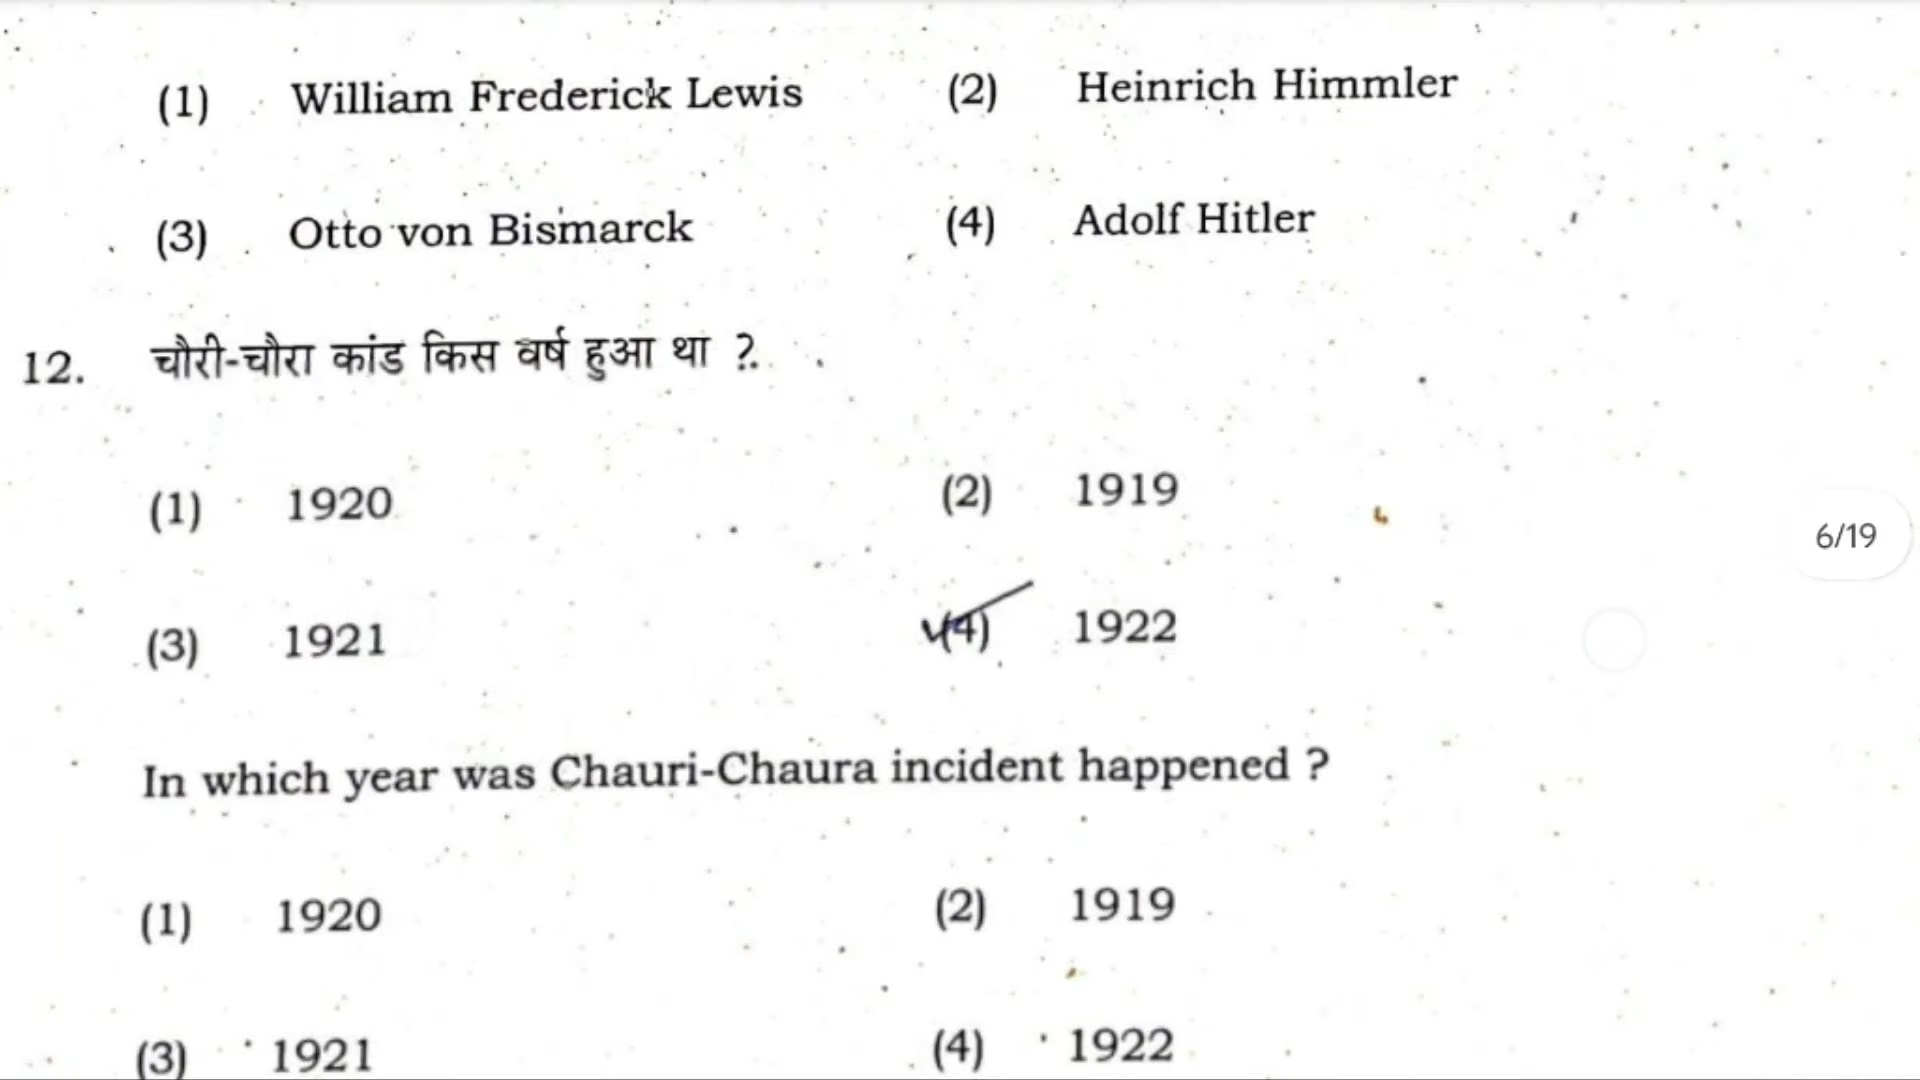 (1) William Frederick Lewis (2) Heinrich Himmler
(3) Otto von Bismarck (4) Adolf Hitler
12. चौरी-चौरा कांड किस वर्ष हुआ था ?
(1) 1920 (2) 1919
6/19
(3) 1921 (4) 1922
In which year was Chauri-Chaura incident happened ?
(1) 1920 (2) 1919
(3) 1921 (4) 1922